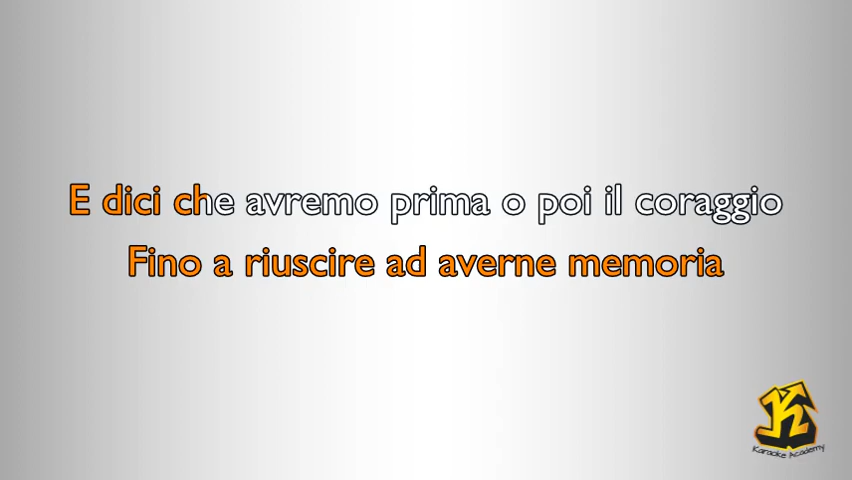 E dici che avremo prima o poi il coraggio
Fino a riuscire ad averne memoria
K
Karaoke Academy